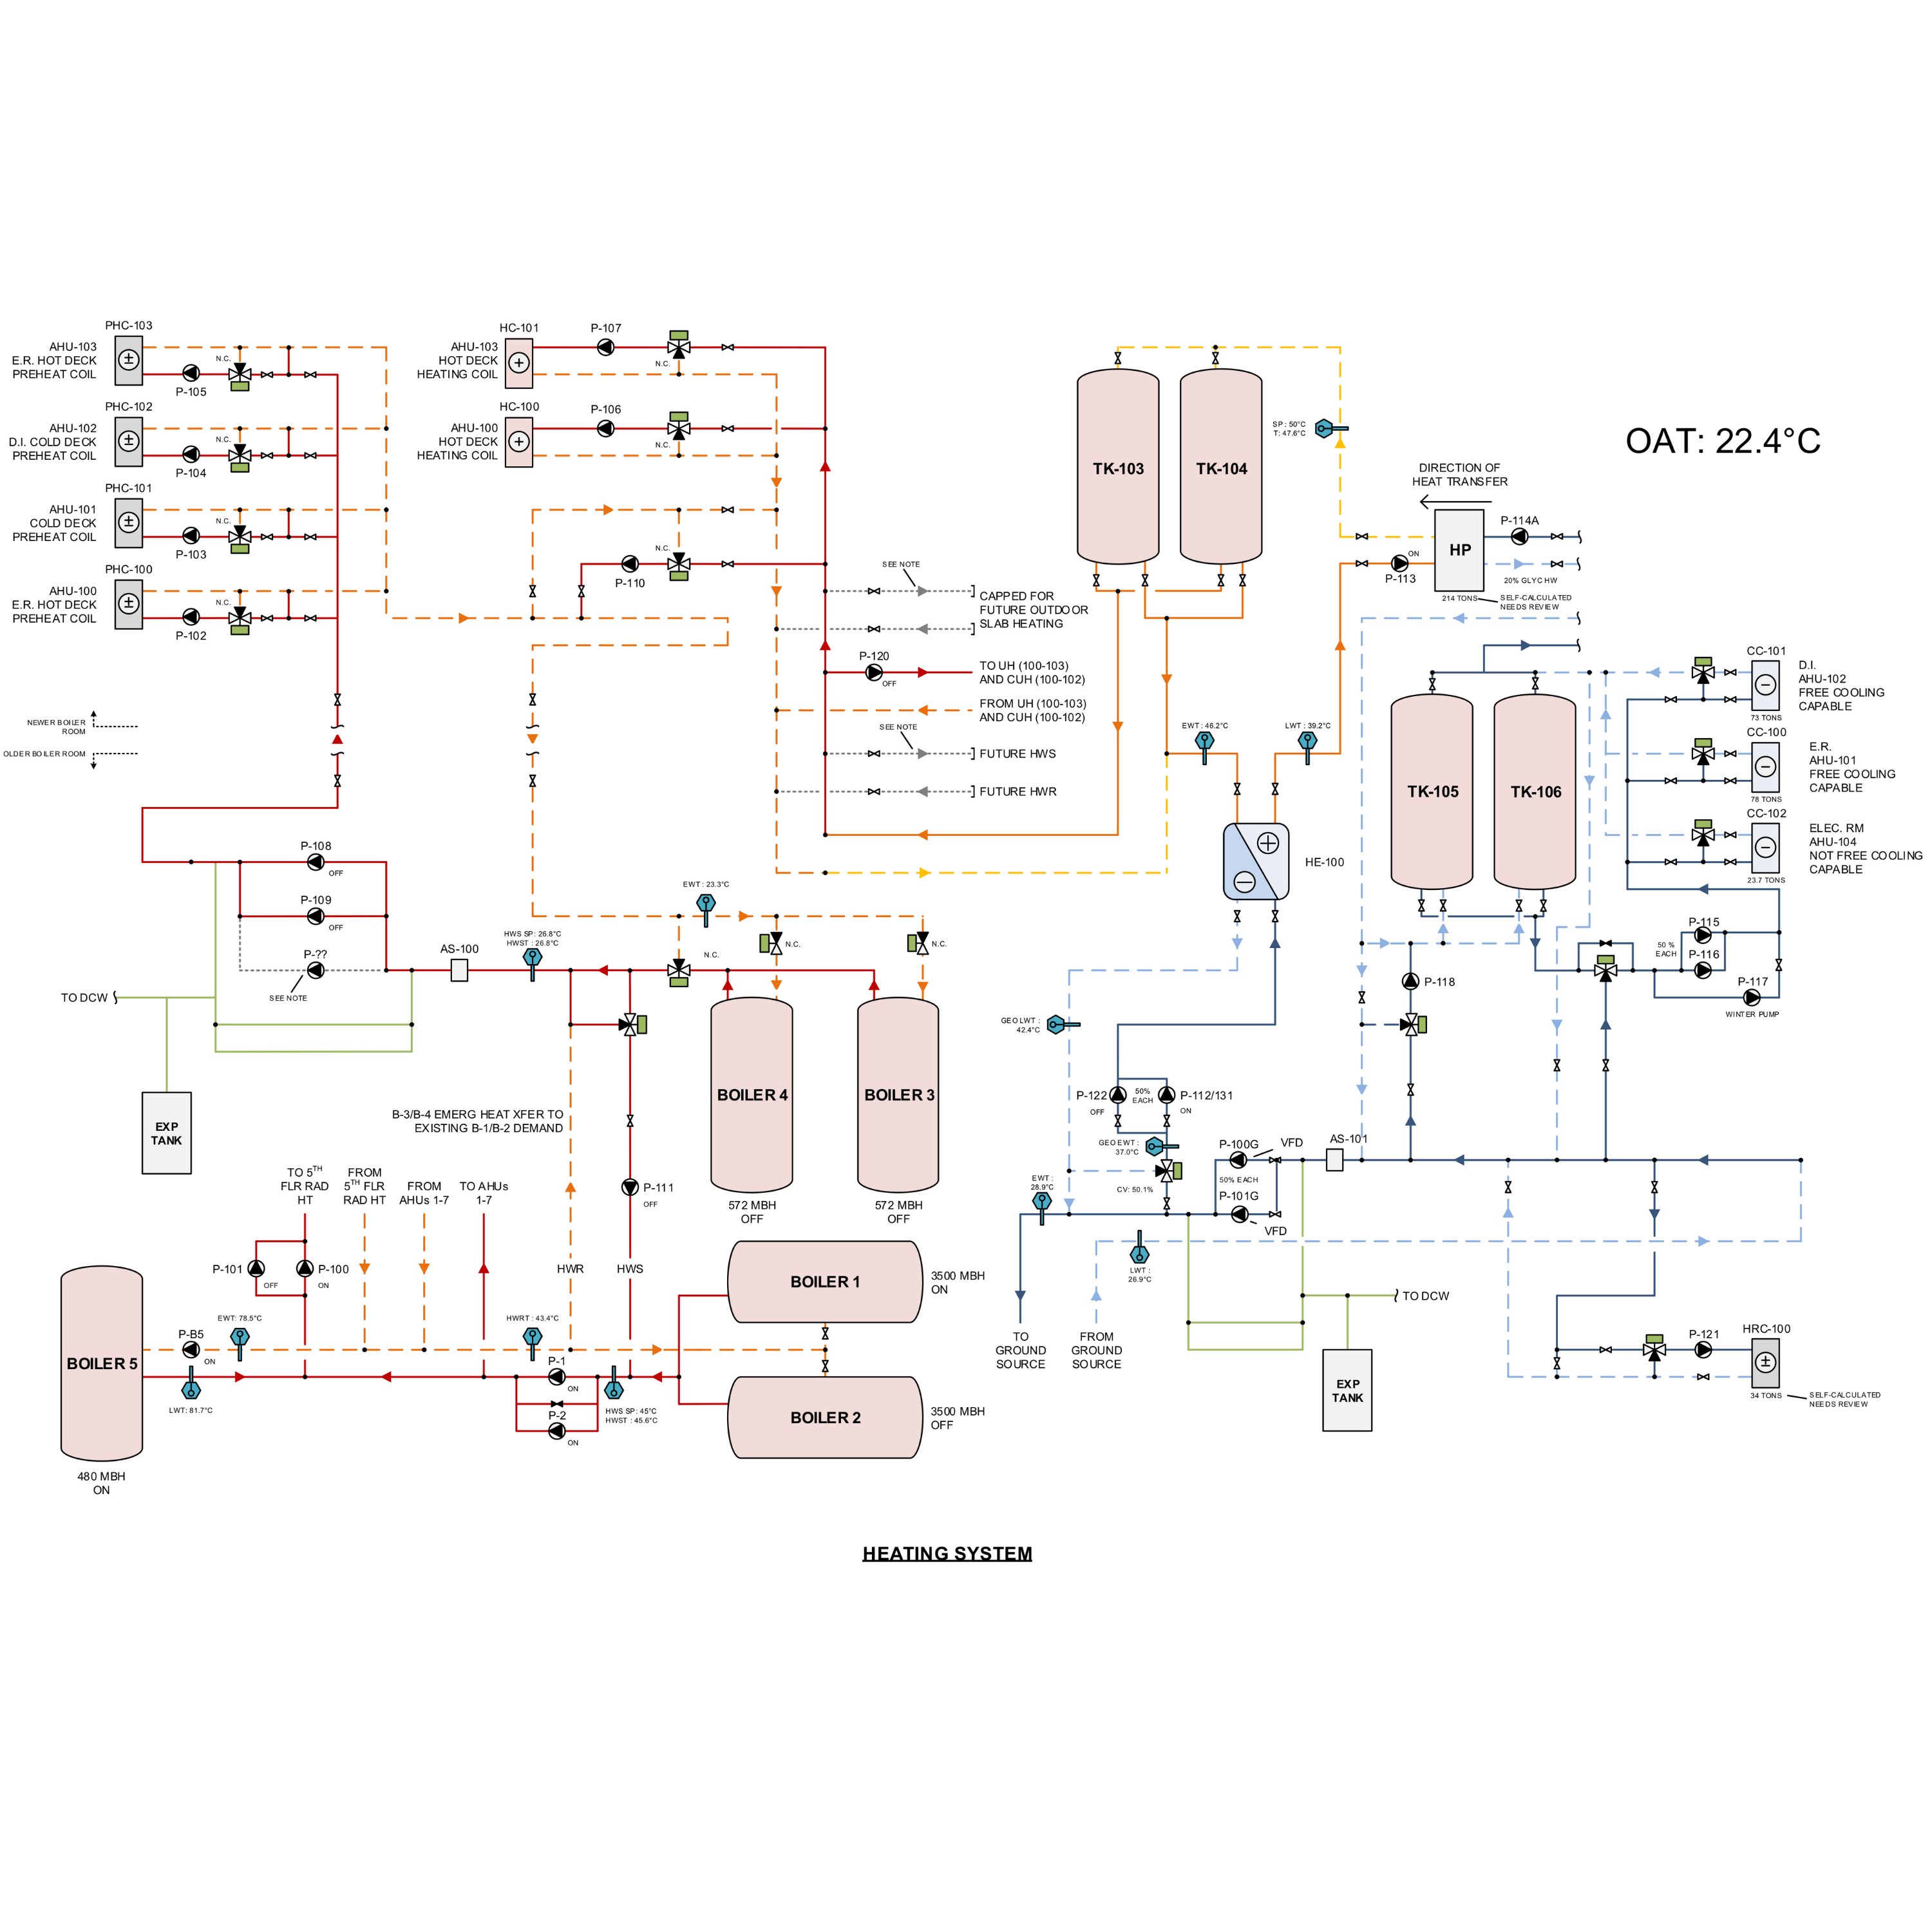 PHC-103
AHU-103
E.R. HOT DECK
PREHEAT COIL
N.C.
P-105
PHC-102
AHU-102
D.I. COLD DECK
PREHEAT COIL
N.C.
P-104
PHC-101
AHU-101
COLD DECK
PREHEAT COIL
N.C.
P-103
PHC-100
AHU-100
E.R. HOT DECK
PREHEAT COIL
N.C.
P-102
HC-101
AHU-103
HOT DECK
HEATING COIL
P-107
N.C.
HC-100
AHU-100
HOT DECK
HEATING COIL
P-106
N.C.
N.C.
P-110
SEE NOTE
CAPPED FOR
FUTURE OUTDOOR
SLAB HEATING
P-120
OFF
TO UH (100-103)
AND CUH (100-102)
FROM UH (100-103)
AND CUH (100-102)
SEE NOTE
FUTURE HWS
FUTURE HWR
NEWER BOILER
ROOM
OLDER BOILER ROOM
TK-103
TK-104
SP: 50°C
T: 47.6°C
OAT: 22.4°C
DIRECTION OF
HEAT TRANSFER
P-114A
HP
ON
P-113
20% GLYC HW
214 TONS
SELF-CALCULATED
NEEDS REVIEW
EWT: 46.2°C
LWT: 39.2°C
HE-100
TK-105
TK-106
CC-101
D.I.
AHU-102
FREE COOLING
CAPABLE
73 TONS
CC-100
E.R.
AHU-101
FREE COOLING
CAPABLE
78 TONS
CC-102
ELEC. RM
AHU-104
NOT FREE COOLING
CAPABLE
23.7 TONS
P-115
50 %
EACH
P-116
P-117
WINTER PUMP
P-118
P-108
OFF
P-109
OFF
P-??
SEE NOTE
AS-100
HWS SP: 26.8°C
HWST : 26.8°C
EWT : 23.3°C
N.C.
N.C.
N.C.
TO DCW
EXP
TANK
BOILER 4
572 MBH
OFF
BOILER 3
572 MBH
OFF
B-3/B-4 EMERG HEAT XFER TO
EXISTING B-1/B-2 DEMAND
P-111
OFF
HWR
HWS
TO 5TH
FLR RAD
HT
FROM
5TH FLR
RAD HT
FROM
AHUs 1-7
TO AHUs
1-7
P-101
OFF
P-100
ON
BOILER 5
480 MBH
ON
P-B5
ON
EWT: 78.5°C
LWT: 81.7°C
HWRT : 43.4°C
P-1
ON
P-2
ON
HWS SP: 45°C
HWST : 45.6°C
BOILER 1
3500 MBH
ON
BOILER 2
3500 MBH
OFF
GEO LWT :
42.4°C
P-122
OFF
50%
EACH
P-112/131
ON
GEO EWT :
37.0°C
CV: 50.1%
EWT :
28.9°C
P-100G
VFD
50% EACH
P-101G
VFD
AS-101
LWT :
26.9°C
TO
GROUND
SOURCE
FROM
GROUND
SOURCE
TO DCW
EXP
TANK
P-121
HRC-100
34 TONS
SELF-CALCULATED
NEEDS REVIEW
HEATING SYSTEM